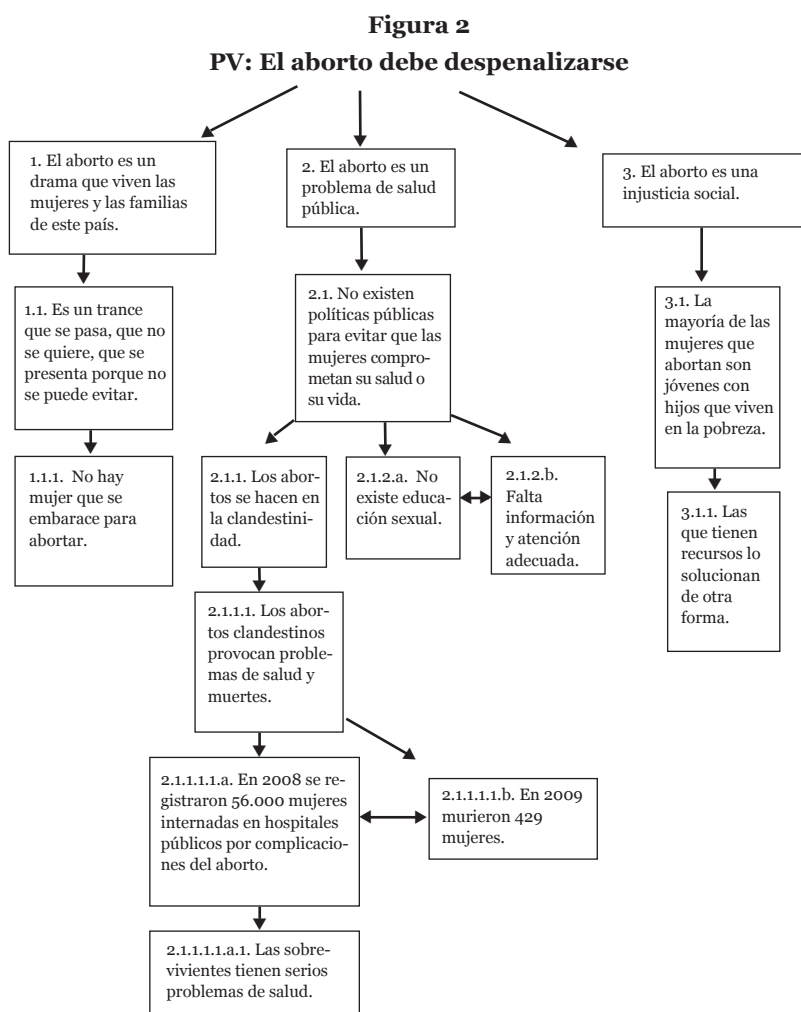 Figura 2
PV: El aborto debe despenalizarse
1. El aborto es un
drama que viven las
mujeres y las familias
de este país.
2. El aborto es un
problema de salud
pública.
3. El aborto es una
injusticia social.
1.1. Es un trance
que se pasa, que no
se quiere, que se
presenta porque no
se puede evitar.
2.1. No existen
políticas públicas
para evitar que las
mujeres compro-
metan su salud o
su vida.
3.1. La
mayoría de las
mujeres que
abortan son
jóvenes con
hijos que viven
en la pobreza.
1.1.1. No hay
mujer que se
embarace para
abortar.
2.1.1. Los abor-
tos se hacen en
la clandestini-
dad.
2.1.2.a. No
existe educa-
ción sexual.
2.1.2.b.
Falta
información
y atención
adecuada.
3.1.1. Las
que tienen
recursos lo
solucionan
de otra
forma.
2.1.1.1. Los abor-
tos clandestinos
provocan proble-
mas de salud y
muertes.
2.1.1.1.1.a. En 2008 se re-
gistraron 56.000 mujeres
internadas en hospitales
públicos por complicacio-
nes del aborto.
2.1.1.1.1.b. En 2009
murieron 429
mujeres.
2.1.1.1.1.a.1. Las sobre-
vivientes tienen serios
problemas de salud.